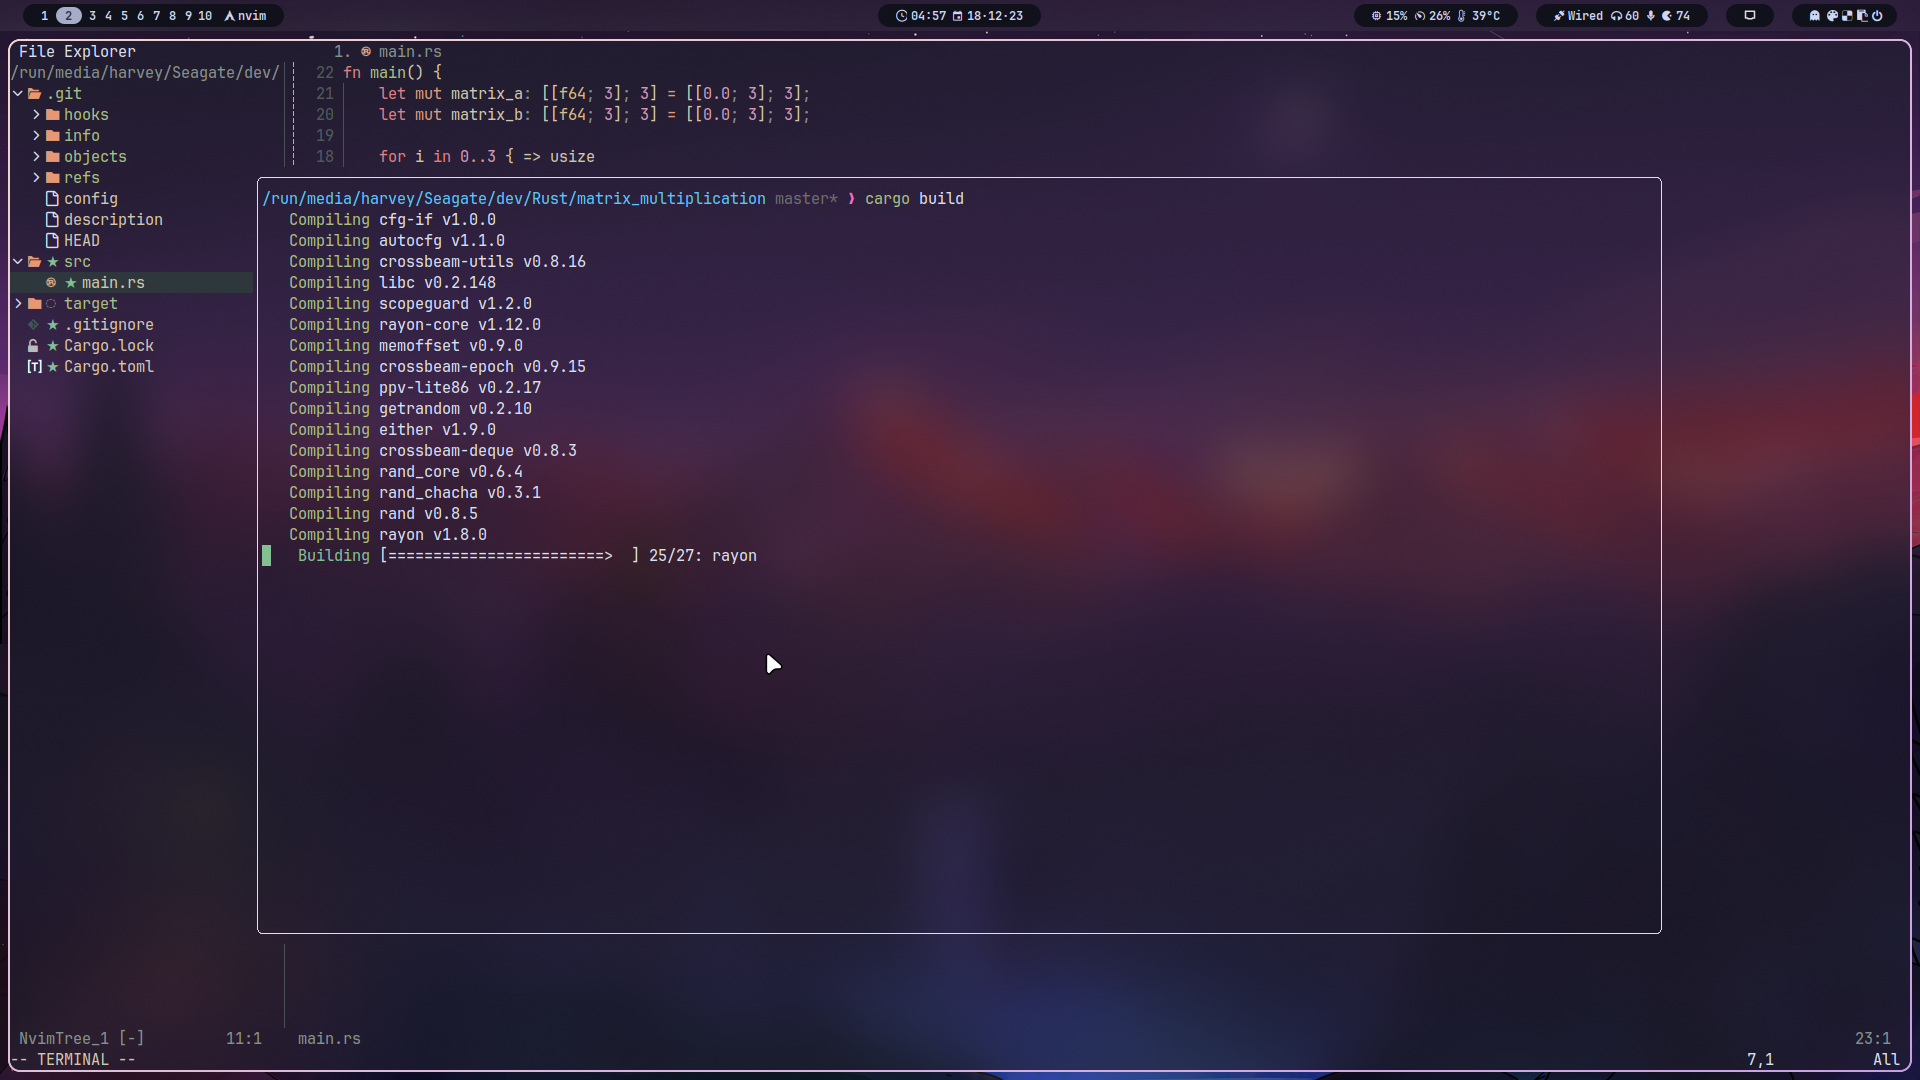 1 2 3 4 5 6 7 8 9 10 nvim
04:57 18·12·23
15% 26% 39°C
Wired 60 74
File Explorer
1. main.rs
/run/media/harvey/Seagate/dev/
.git
hooks
info
objects
refs
config
description
HEAD
src
main.rs
target
.gitignore
Cargo.lock
[T] Cargo.toml
22 fn main() {
21 let mut matrix_a: [[f64; 3]; 3] = [[0.0; 3]; 3];
20 let mut matrix_b: [[f64; 3]; 3] = [[0.0; 3]; 3];
19
18 for i in 0..3 { => usize
/run/media/harvey/Seagate/dev/Rust/matrix_multiplication master* ❱ cargo build
Compiling cfg-if v1.0.0
Compiling autocfg v1.1.0
Compiling crossbeam-utils v0.8.16
Compiling libc v0.2.148
Compiling scopeguard v1.2.0
Compiling rayon-core v1.12.0
Compiling memoffset v0.9.0
Compiling crossbeam-epoch v0.9.15
Compiling ppv-lite86 v0.2.17
Compiling getrandom v0.2.10
Compiling either v1.9.0
Compiling crossbeam-deque v0.8.3
Compiling rand_core v0.6.4
Compiling rand_chacha v0.3.1
Compiling rand v0.8.5
Compiling rayon v1.8.0
Building [========================>  ] 25/27: rayon
NvimTree_1 [-] 11:1 main.rs 23:1
-- TERMINAL -- 7,1 All